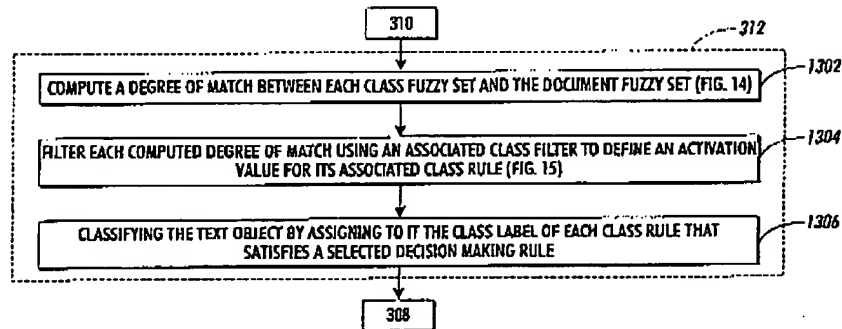 310
312
COMPUTE A DEGREE OF MATCH BETWEEN EACH CLASS FUZZY SET AND THE DOCUMENT FUZZY SET (FIG. 14)
1302
FILTER EACH COMPUTED DEGREE OF MATCH USING AN ASSOCIATED CLASS FILTER TO DEFINE AN ACTIVATION
VALUE FOR ITS ASSOCIATED CLASS RULE (FIG. 15)
1304
CLASSIFYING THE TEXT OBJECT BY ASSIGNING TO IT THE CLASS LABEL OF EACH CLASS RULE THAT
SATISFIES A SELECTED DECISION MAKING RULE
1306
308